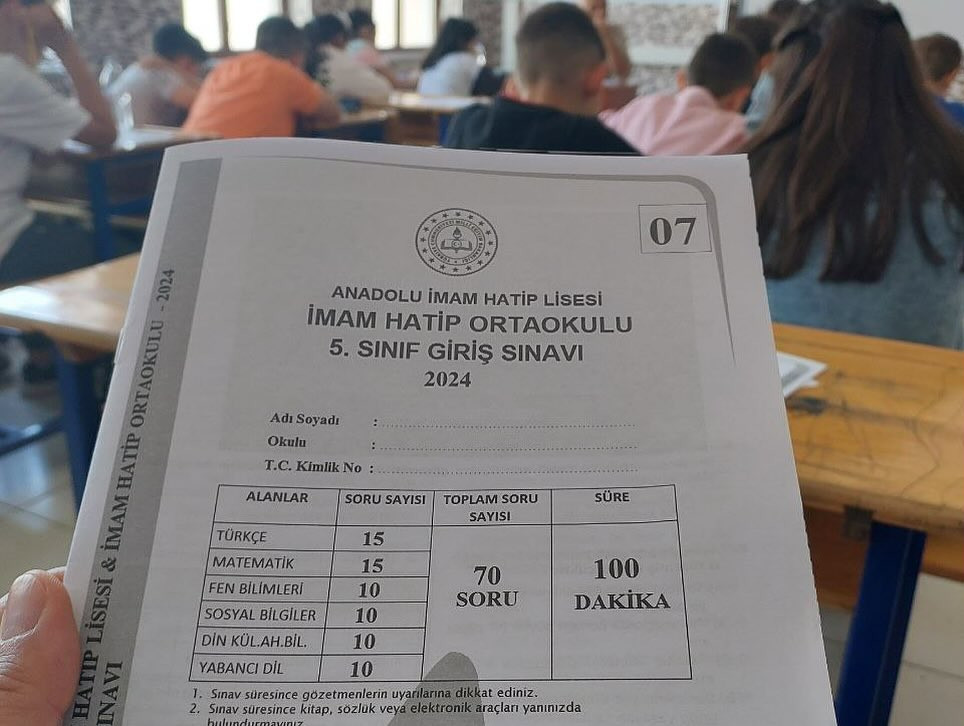 07
ANADOLU İMAM HATİP LİSESİ
İMAM HATİP ORTAOKULU
5. SINIF GİRİŞ SINAVI
2024
Adı Soyadı :
Okulu :
T.C. Kimlik No :
ALANLAR SORU SAYISI TOPLAM SORU SAYISI SÜRE
TÜRKÇE 15
MATEMATİK 15
FEN BİLİMLERİ 10
SOSYAL BİLGİLER 10
DİN KÜL.AH.BİL. 10
YABANCI DİL 10
70 SORU
100 DAKİKA
1. Sınav süresince gözetmenlerin uyarılarına dikkat ediniz.
2. Sınav süresince kitap, sözlük veya elektronik araçları yanınızda
bulundurmayınız
HATİP LİSESİ & İMAM HATİP ORTAOKULU - 2024
INAVI